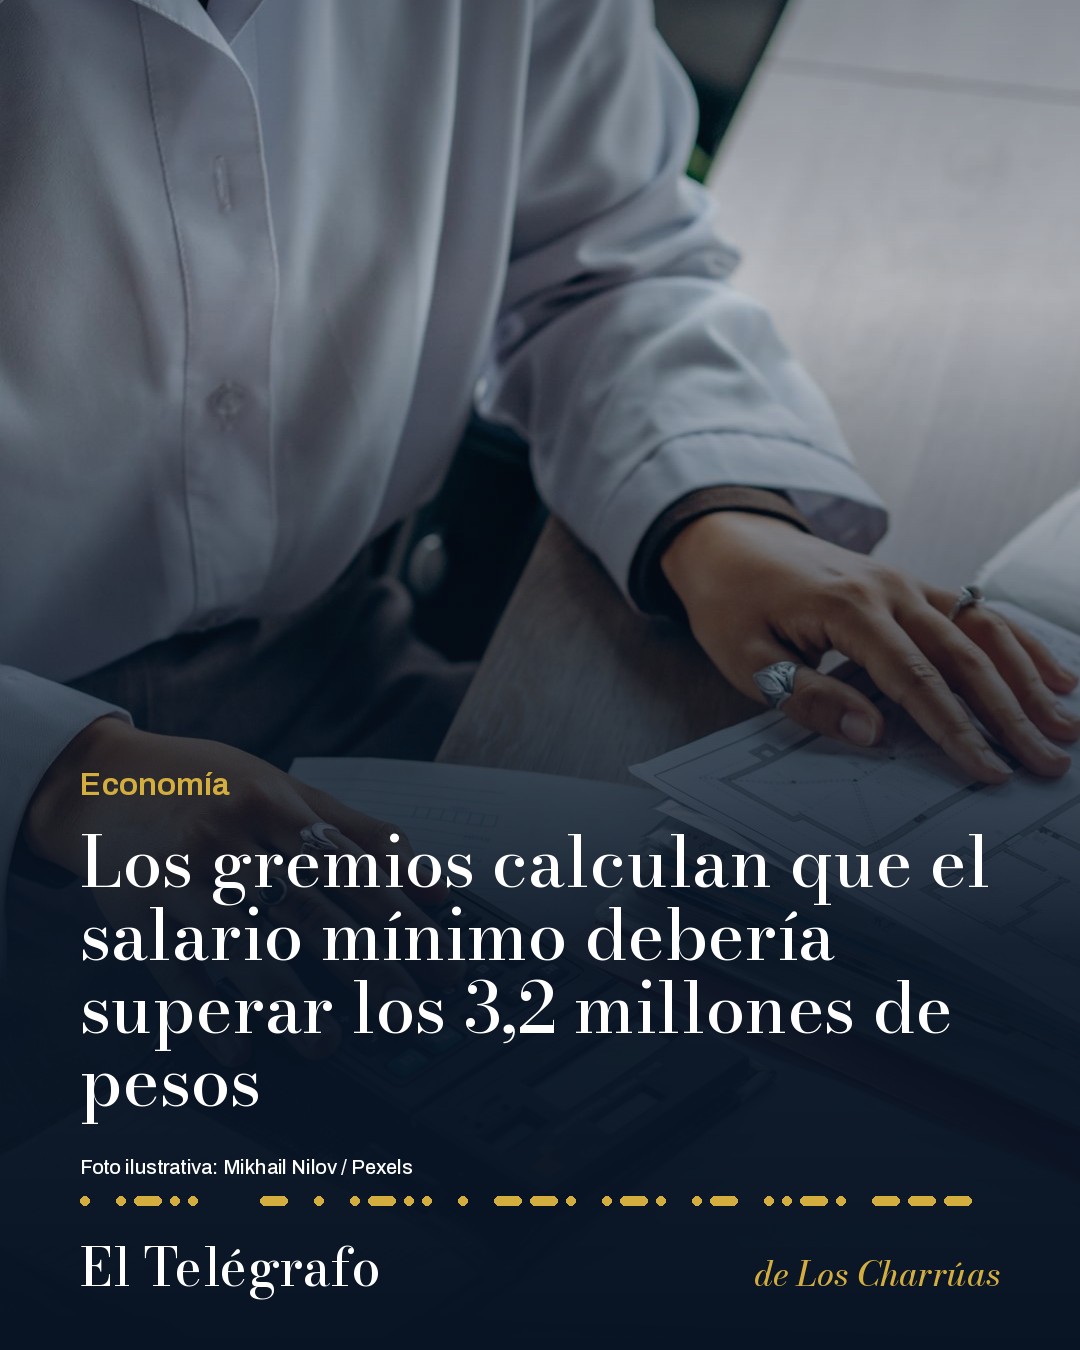 Economía
Los gremios calculan que el
salario mínimo debería
superar los 3,2 millones de
pesos
Foto ilustrativa: Mikhail Nilov / Pexels
El Telégrafo
de Los Charrúas